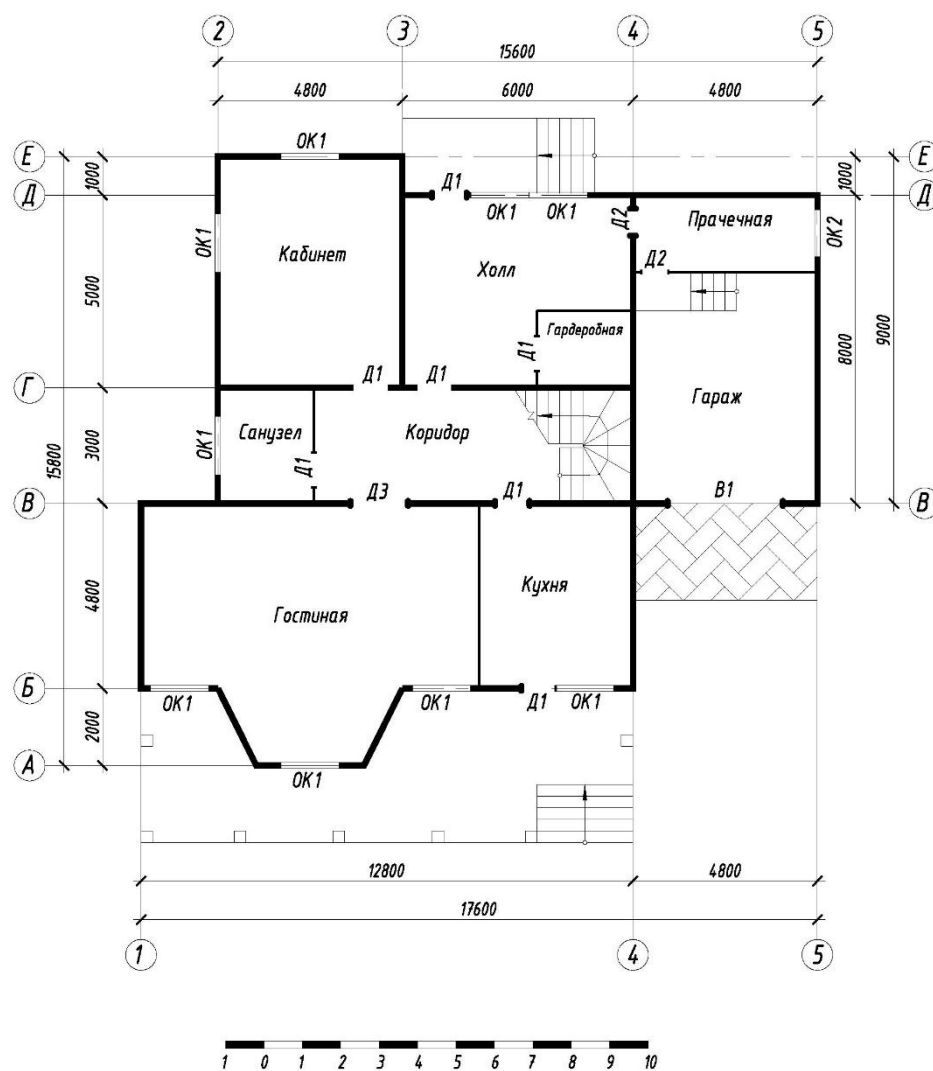 2 3 4 5
15600
4800 6000 4800
Е ОК1 Е
1000 1000
Д Д1 Д
ОК1 ОК1 Д2 Прачечная
ОК1 Кабинет Холл Д2 ОК2
5000 Гардеробная 8000 9000
Д1
Д1 Д1
Г Гараж
15800 3000 ОК1 Санузел Коридор
Д1
Д3 Д1 В1
В В
4800 Гостиная Кухня
Б
ОК1 ОК1 Д1 ОК1
2000
А
ОК1
12800 4800
17600
1 4 5
1 0 1 2 3 4 5 6 7 8 9 10